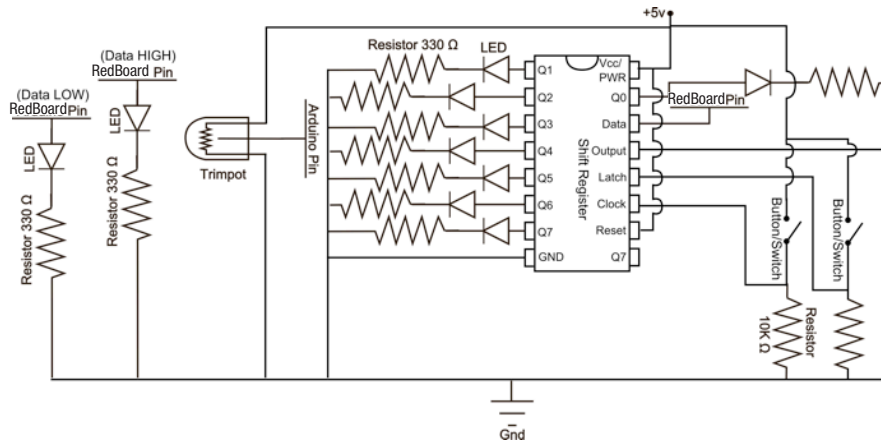 (Data LOW)
RedBoard Pin
LED
Resistor 330 Ω
(Data HIGH)
RedBoard Pin
LED
Resistor 330 Ω
Trimpot
Arduino Pin
Resistor 330 Ω
LED
+5v
Q1
Q2
Q3
Q4
Q5
Q6
Q7
GND
Shift Register
Vcc/
PWR
Q0
Data
Output
Latch
Clock
Reset
Q7
RedBoard Pin
Button/Switch
Button/Switch
Resistor
10K Ω
Gnd